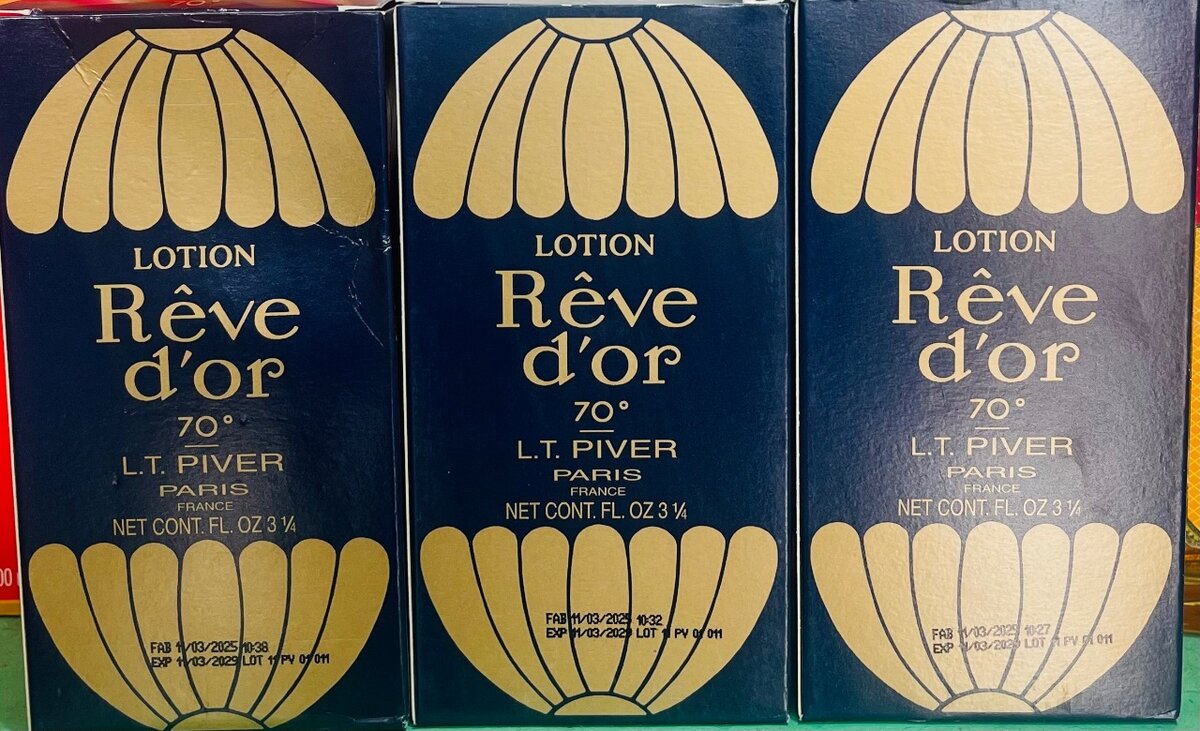 LOTION
Rêve
d'or
70°
L.T. PIVER
PARIS
FRANCE
NET CONT. FL. OZ 3 ¼
FAB 11/03/2025 10:38
EXP 11/03/2029 LOT 11 PV 01 011
LOTION
Rêve
d'or
70°
L.T. PIVER
PARIS
FRANCE
NET CONT. FL. OZ 3 ¼
FAB 11/03/2025 10:32
EXP 11/03/2029 LOT 11 PV 01 011
LOTION
Rêve
d'or
70°
L.T. PIVER
PARIS
FRANCE
NET CONT. FL. OZ 3 ¼
FAB 11/03/2025 10:27
EXP 11/03/2029 LOT 11 PV 01 011